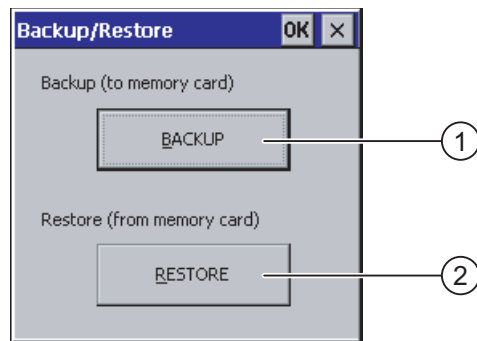 Backup/Restore OK ×
Backup (to memory card)
BACKUP 1
Restore (from memory card)
RESTORE 2